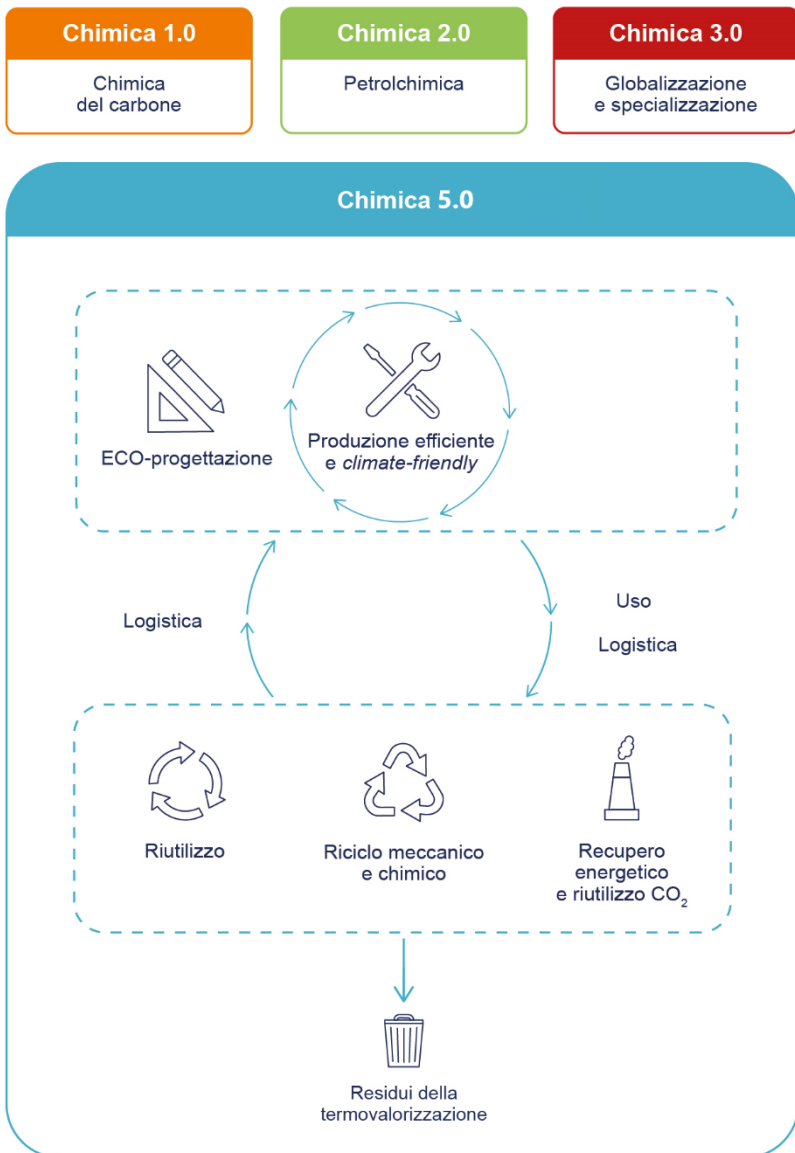 Chimica 1.0
Chimica
del carbone
Chimica 2.0
Petrolchimica
Chimica 3.0
Globalizzazione
e specializzazione
Chimica 5.0
ECO-progettazione
Produzione efficiente
e climate-friendly
Logistica
Uso
Logistica
Riutilizzo
Riciclo meccanico
e chimico
Recupero
energetico
e riutilizzo CO₂
Residui della
termovalorizzazione